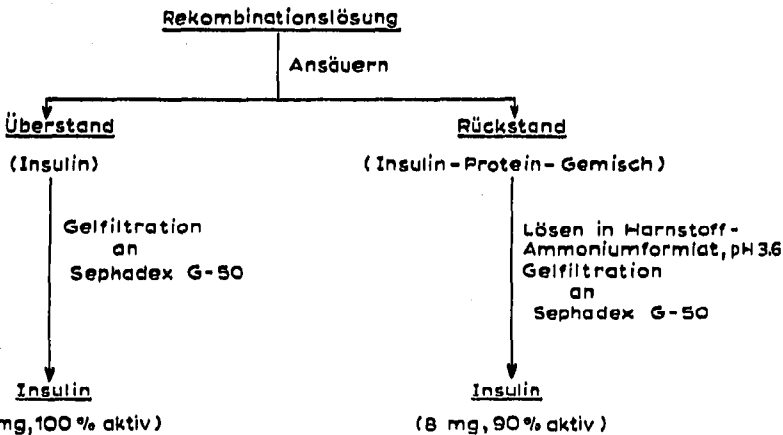 Rekombinationslösung
Ansäuern
Überstand
(Insulin)
Gelfiltration
an
Sephadex G-50
Insulin
mg, 100 % aktiv)
Rückstand
(Insulin-Protein-Gemisch)
Lösen in Harnstoff-
Ammoniumformiat, pH 3.6
Gelfiltration
an
Sephadex G-50
Insulin
(8 mg, 90 % aktiv)